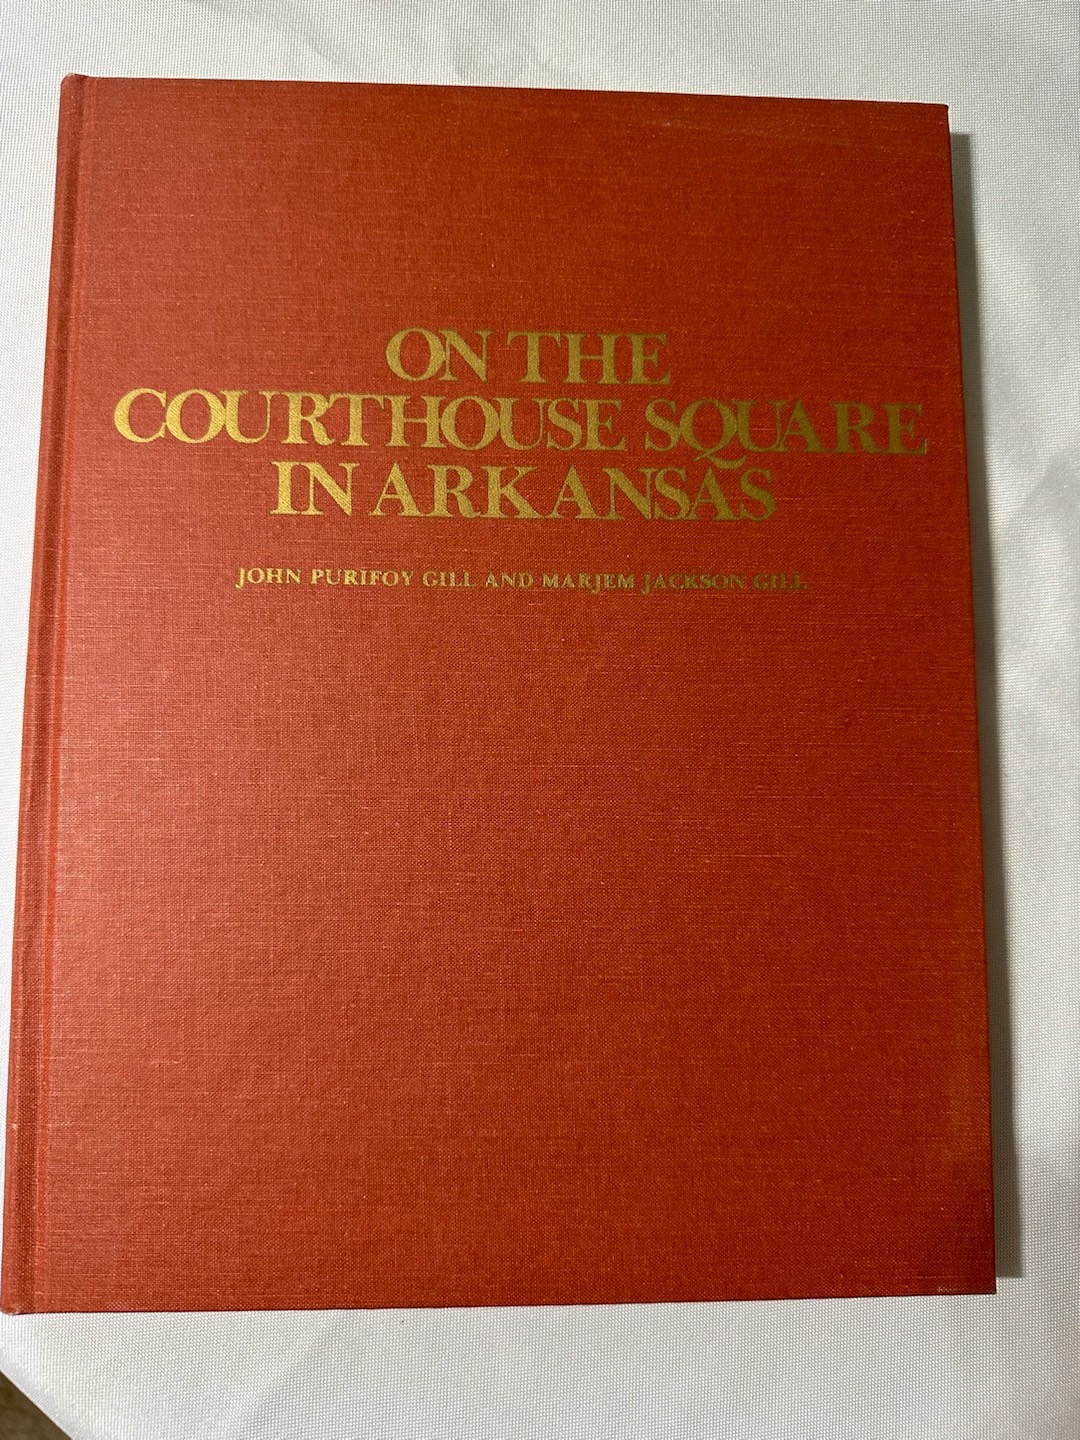 ON THE
COURTHOUSE SQUARE
IN ARKANSAS
JOHN PURIFOY GILL AND MARJEM JACKSON GILL